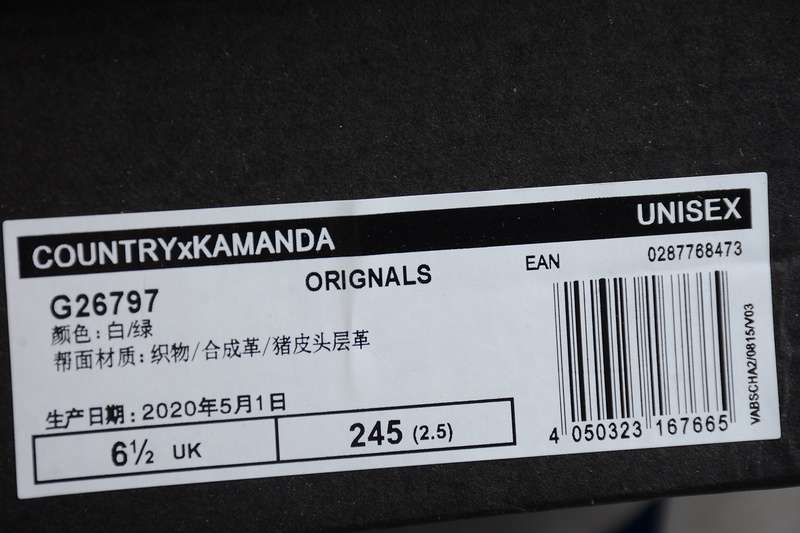 COUNTRYxKAMANDA
UNISEX
ORIGNALS
EAN
0287768473
G26797
颜色:白/绿
帮面材质:织物/合成革/猪皮头层革
生产日期:2020年5月1日
6½ UK
245 (2.5)
4 050323 167665
VABSCHA2/0815/V03